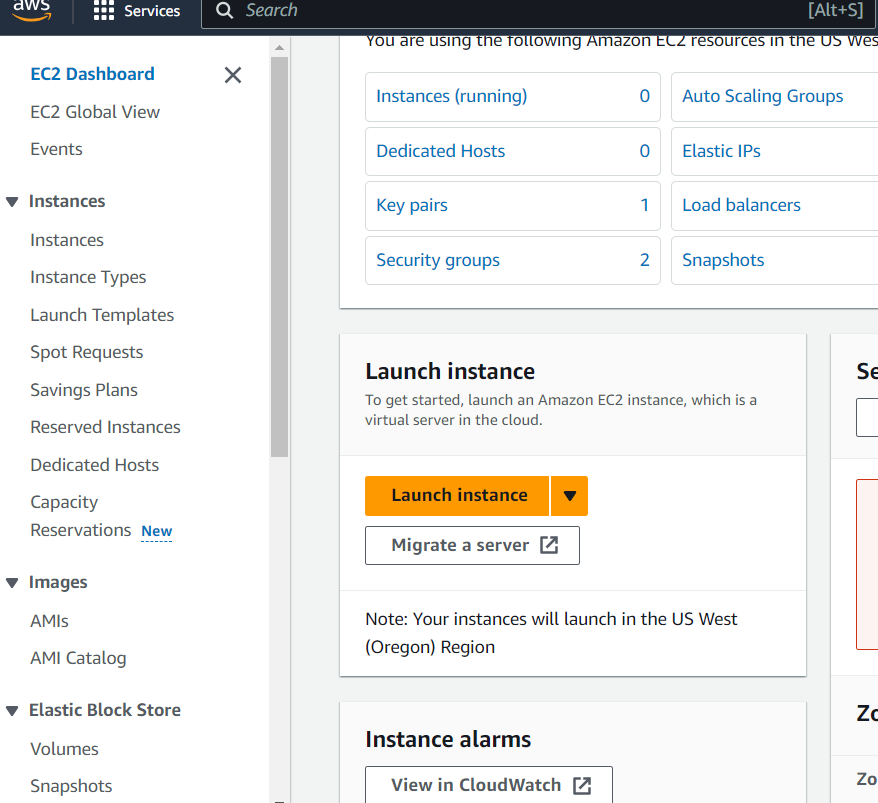 aws
Services
Search
[Alt+S]
EC2 Dashboard
EC2 Global View
Events
Instances
Instances
Instance Types
Launch Templates
Spot Requests
Savings Plans
Reserved Instances
Dedicated Hosts
Capacity
Reservations New
Images
AMIs
AMI Catalog
Elastic Block Store
Volumes
Snapshots
You are using the following Amazon EC2 resources in the US Wes
Instances (running) 0
Auto Scaling Groups
Dedicated Hosts 0
Elastic IPs
Key pairs 1
Load balancers
Security groups 2
Snapshots
Launch instance
To get started, launch an Amazon EC2 instance, which is a
virtual server in the cloud.
Launch instance
Migrate a server
Note: Your instances will launch in the US West
(Oregon) Region
Instance alarms
View in CloudWatch
Se
Zo
Zo